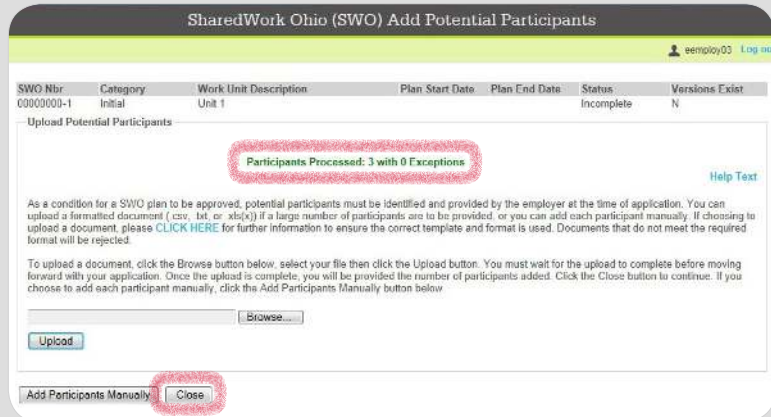 SharedWork Ohio (SWO) Add Potential Participants
eemploy03 Log ou
SWO Nbr Category Work Unit Description Plan Start Date Plan End Date Status Versions Exist
00000000-1 Initial Unit 1 Incomplete N
Upload Potential Participants
Participants Processed: 3 with 0 Exceptions
Help Text
As a condition for a SWO plan to be approved, potential participants must be identified and provided by the employer at the time of application. You can
upload a formatted document (.csv, .txt, or .xls(x)) if a large number of participants are to be provided, or you can add each participant manually. If choosing to
upload a document, please CLICK HERE for further information to ensure the correct template and format is used. Documents that do not meet the required
format will be rejected.
To upload a document, click the Browse button below, select your file then click the Upload button. You must wait for the upload to complete before moving
forward with your application. Once the upload is complete, you will be provided the number of participants added. Click the Close button to continue. If you
choose to add each participant manually, click the Add Participants Manually button below.
Browse...
Upload
Add Participants Manually Close